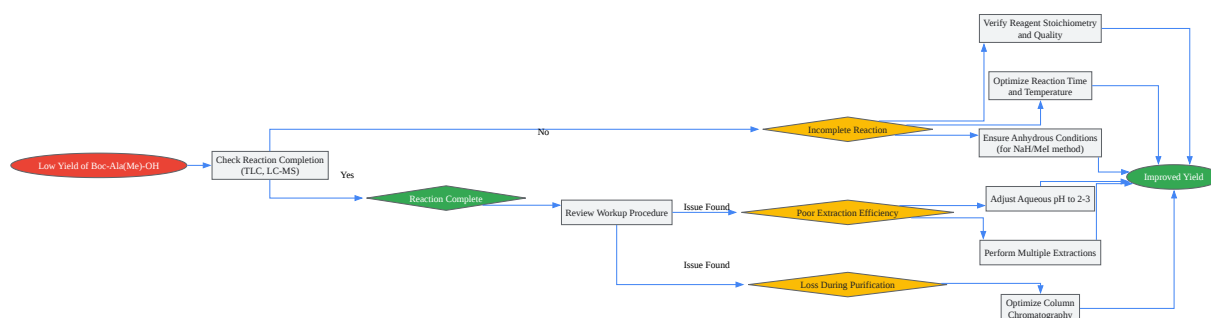 Verify Reagent Stoichiometry
and Quality
Optimize Reaction Time
and Temperature
No
Incomplete Reaction
Ensure Anhydrous Conditions
(for NaH/MeI method)
Low Yield of Boc-Ala(Me)-OH
Check Reaction Completion
(TLC, LC-MS)
Yes
Improved Yield
Reaction Complete
Adjust Aqueous pH to 2-3
Review Workup Procedure
Issue Found
Poor Extraction Efficiency
Perform Multiple Extractions
Issue Found
Loss During Purification
Optimize Column
Chromatography